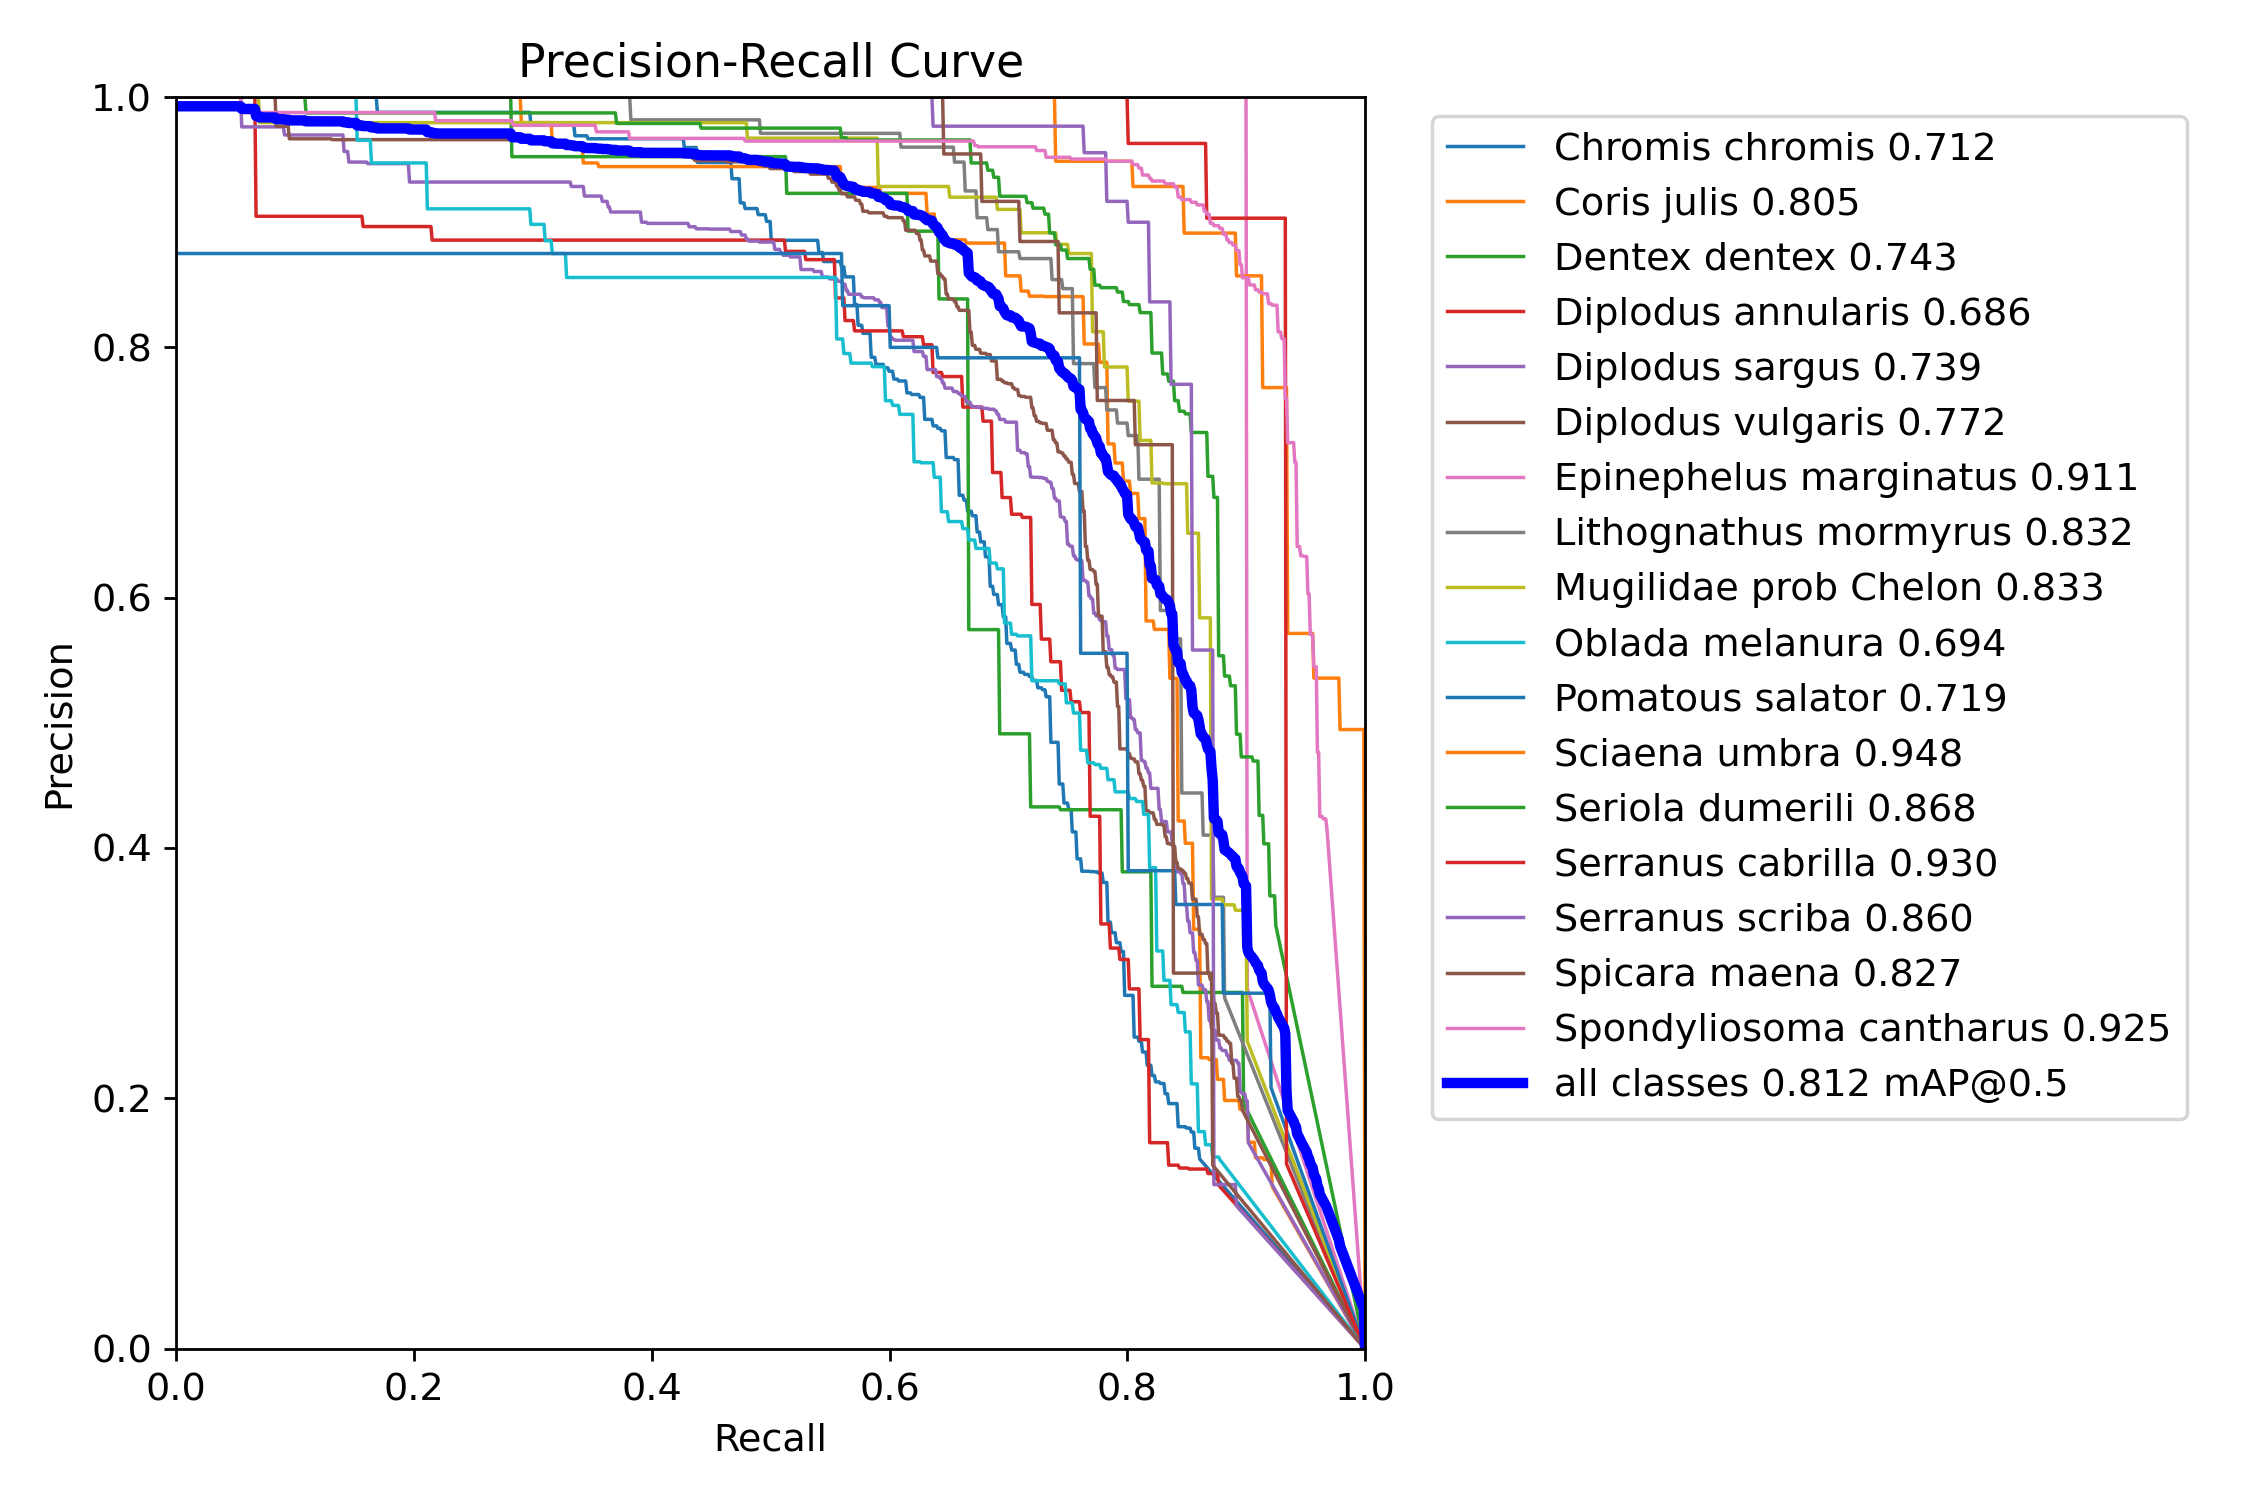 Precision-Recall Curve
1.0
0.8
0.6
0.4
0.2
0.0
Precision
0.0 0.2 0.4 0.6 0.8 1.0
Recall
Chromis chromis 0.712
Coris julis 0.805
Dentex dentex 0.743
Diplodus annularis 0.686
Diplodus sargus 0.739
Diplodus vulgaris 0.772
Epinephelus marginatus 0.911
Lithognathus mormyrus 0.832
Mugilidae prob Chelon 0.833
Oblada melanura 0.694
Pomatous salator 0.719
Sciaena umbra 0.948
Seriola dumerili 0.868
Serranus cabrilla 0.930
Serranus scriba 0.860
Spicara maena 0.827
Spondyliosoma cantharus 0.925
all classes 0.812 mAP@0.5